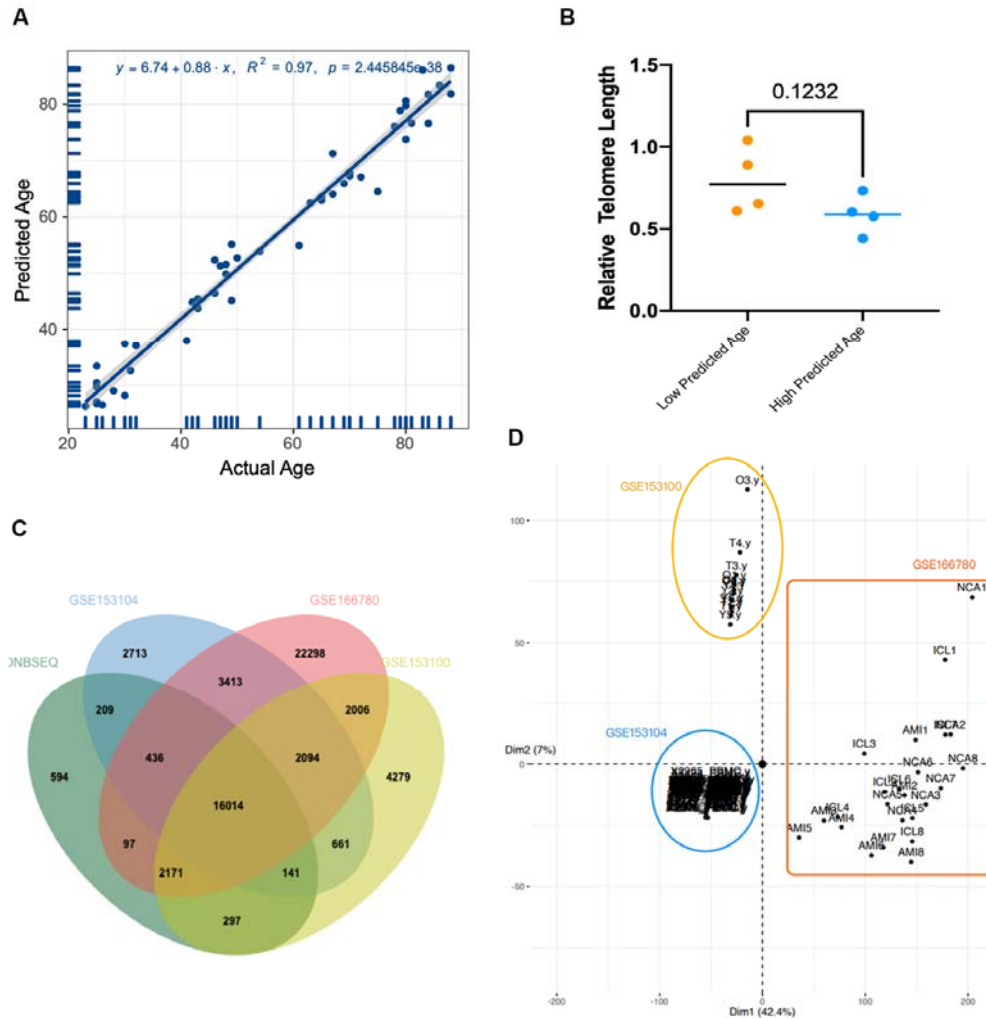 A
y = 6.74 + 0.88 · x, R² = 0.97, p = 2.445845e-38
80
60
40
20 40 60 80
Predicted Age
Actual Age
B
0.1232
1.5
1.0
0.5
0.0
Relative Telomere Length
Low Predicted Age
High Predicted Age
C
GSE153104
GSE166780
DNBSEQ
GSE153100
2713
22298
3413
209
2006
436
2094
594
4279
16014
97
661
2171
141
297
D
GSE153100
O3.y
T4.y
T3.y
GSE166780
NCA1
ICL1
AMI1
NCA6
NCA8
ICL3
ICL6
NCA7
NCA5
NCA3
ICL4
ICL5
AMI4
AMI5
AMI7
ICL8
AMI8
GSE153104
100
50
0
-50
Dim2 (7%)
-100 0 100 200
Dim1 (42.4%)